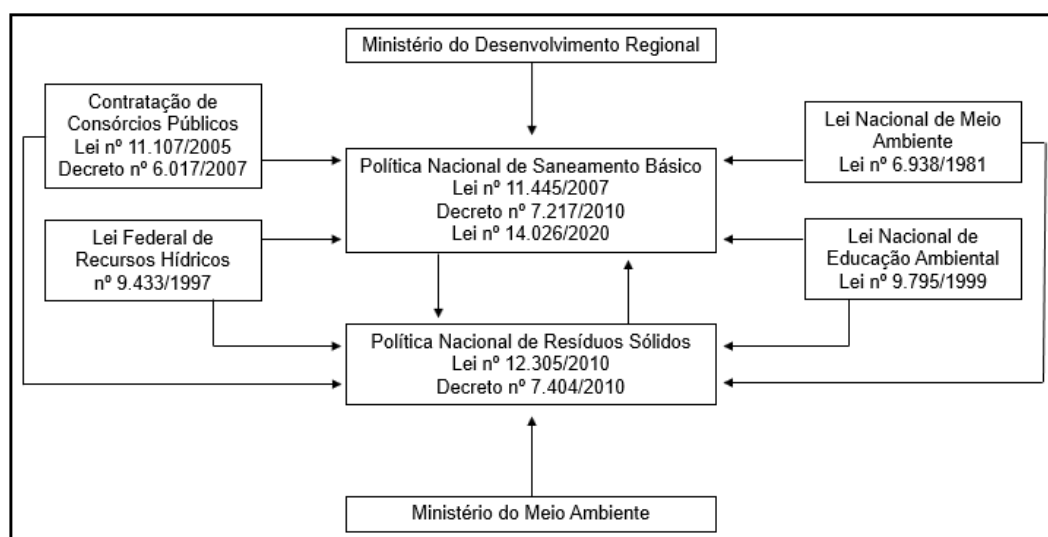 Ministério do Desenvolvimento Regional
Contratação de
Consórcios Públicos
Lei nº 11.107/2005
Decreto nº 6.017/2007
Lei Nacional de Meio
Ambiente
Lei nº 6.938/1981
Política Nacional de Saneamento Básico
Lei nº 11.445/2007
Decreto nº 7.217/2010
Lei nº 14.026/2020
Lei Federal de
Recursos Hídricos
nº 9.433/1997
Lei Nacional de
Educação Ambiental
Lei nº 9.795/1999
Política Nacional de Resíduos Sólidos
Lei nº 12.305/2010
Decreto nº 7.404/2010
Ministério do Meio Ambiente